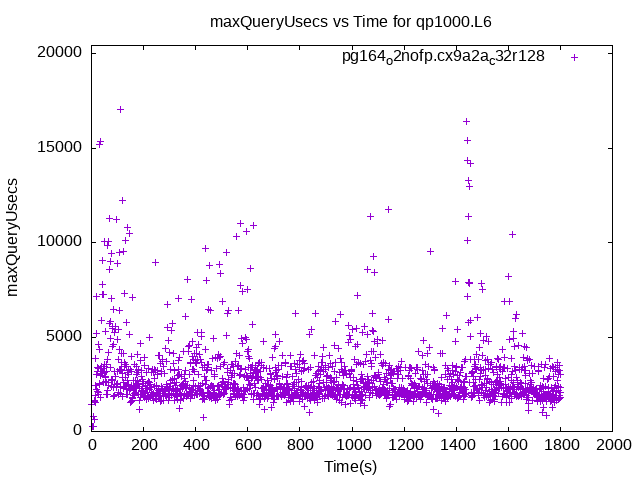 maxQueryUsecs vs Time for qp1000.L6
pg164o2nofp.cx9a2ac32r128
20000
15000
10000
5000
0
maxQueryUsecs
0 200 400 600 800 1000 1200 1400 1600 1800 2000
Time(s)